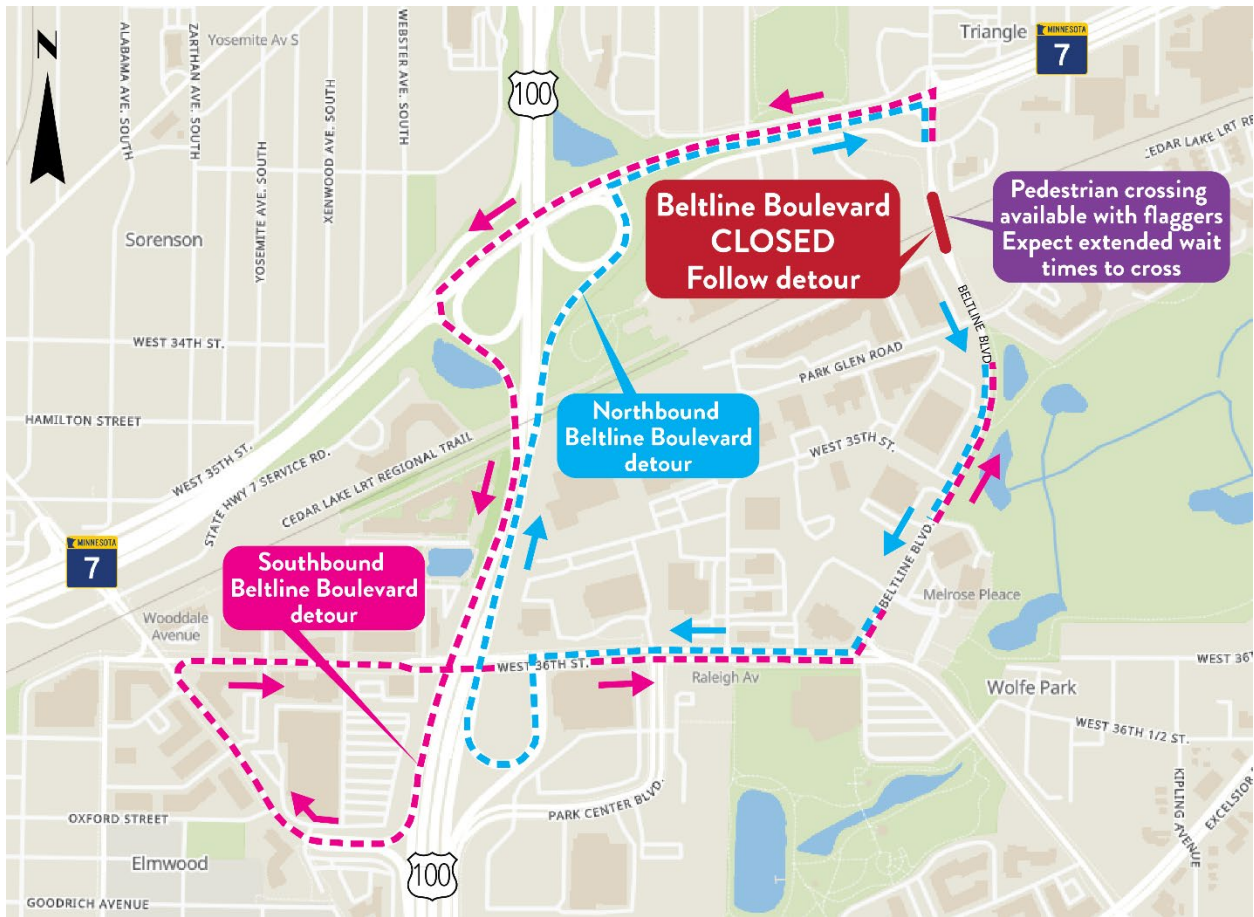 N
ALABAMA AVE. SOUTH
ZARTHAN AVE. SOUTH
Yosemite Av S
YOSEMITE AVE. SOUTH
XENWOOD AVE. SOUTH
WEBSTER AVE. SOUTH
100
Triangle
MINNESOTA
7
CEDAR LAKE LRT RE
Sorenson
Beltline Boulevard
CLOSED
Follow detour
Pedestrian crossing
available with flaggers
Expect extended wait
times to cross
BELTLINE BLVD
WEST 34TH ST.
PARK GLEN ROAD
HAMILTON STREET
Northbound
Beltline Boulevard
detour
WEST 35TH ST.
WEST 35TH ST.
STATE HWY 7 SERVICE RD.
CEDAR LAKE LRT REGIONAL TRAIL
MINNESOTA
7
Southbound
Beltline Boulevard
detour
BELTLINE BLVD.
Melrose Pleace
Wooddale
Avenue
WEST 36TH ST.
Raleigh Av
WEST 36T
Wolfe Park
WEST 36TH 1/2 ST.
PARK CENTER BLVD.
KIPLING AVENUE
EXCELSIOR
OXFORD STREET
Elmwood
100
GOODRICH AVENUE